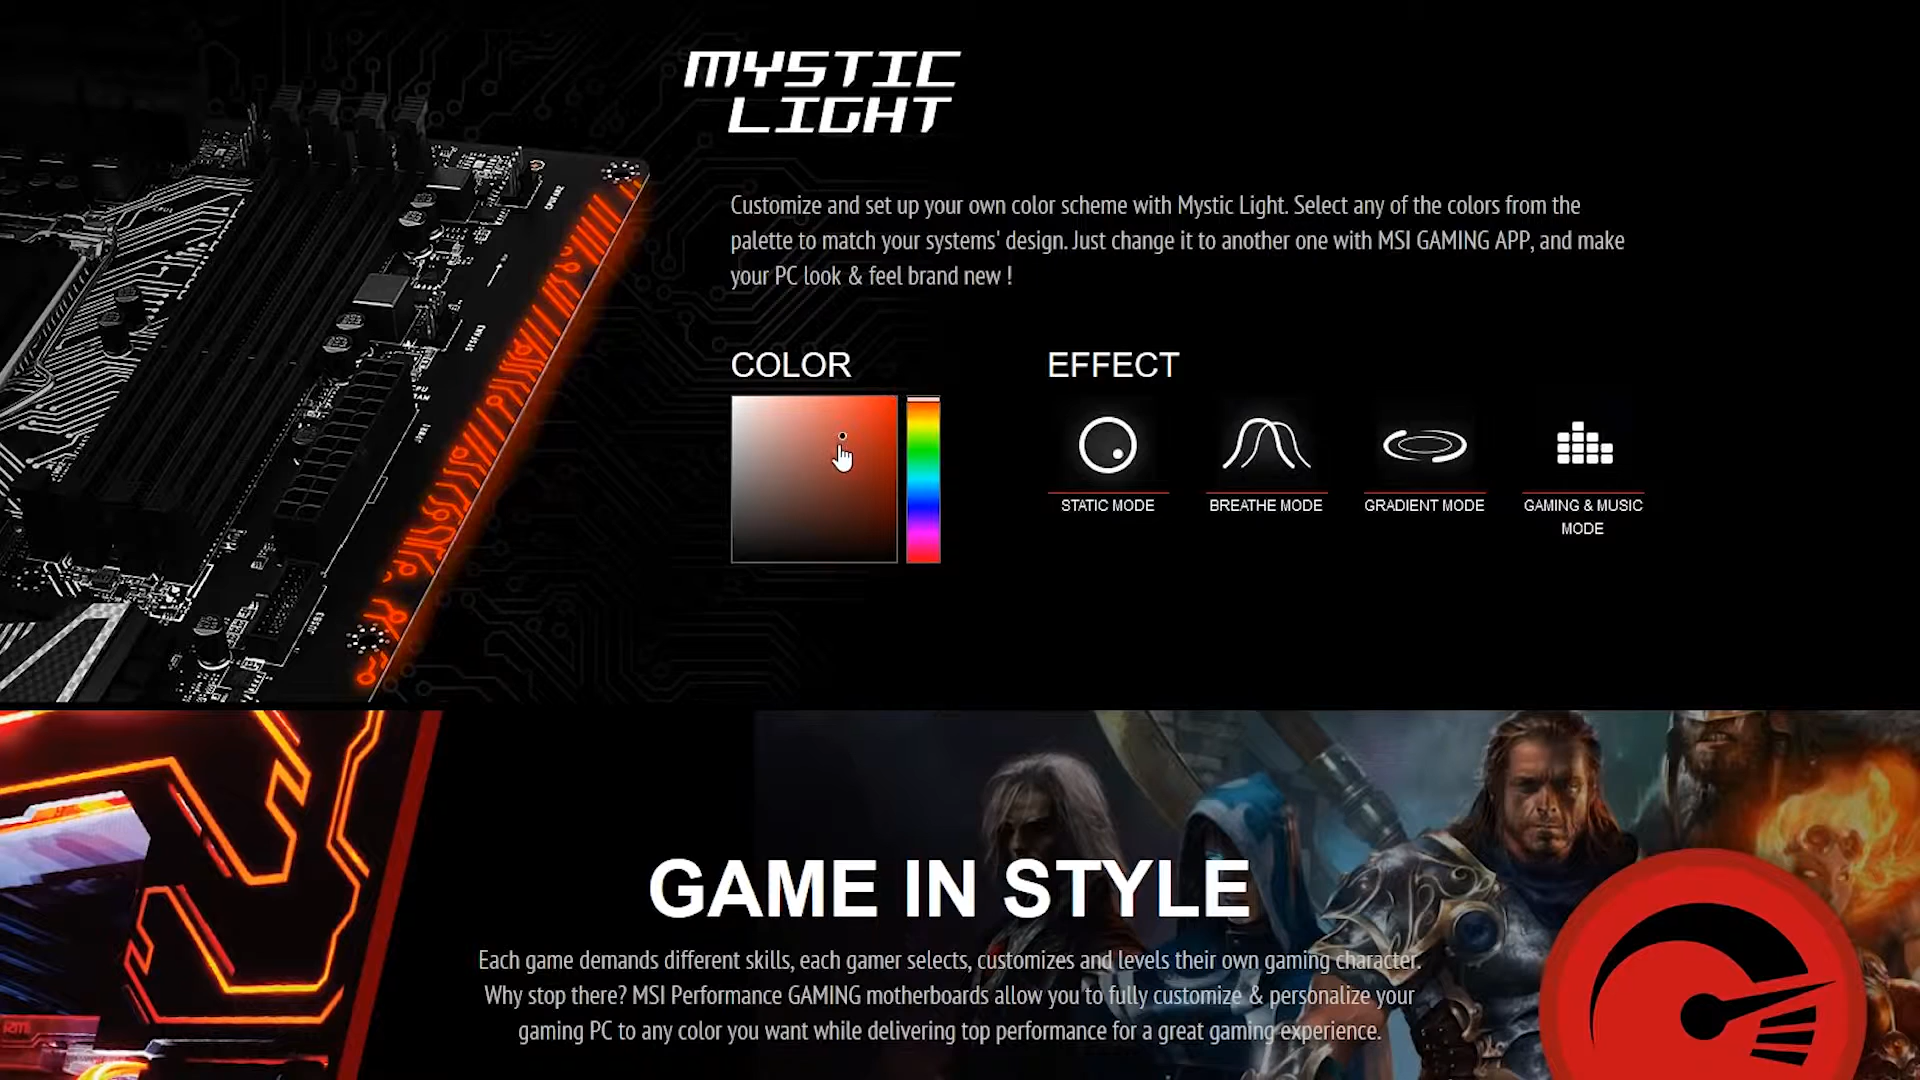 MYSTIC
LIGHT
Customize and set up your own color scheme with Mystic Light. Select any of the colors from the
palette to match your systems' design. Just change it to another one with MSI GAMING APP, and make
your PC look & feel brand new !
COLOR
EFFECT
STATIC MODE
BREATHE MODE
GRADIENT MODE
GAMING & MUSIC
MODE
GAME IN STYLE
Each game demands different skills, each gamer selects, customizes and levels their own gaming character.
Why stop there? MSI Performance GAMING motherboards allow you to fully customize & personalize your
gaming PC to any color you want while delivering top performance for a great gaming experience.